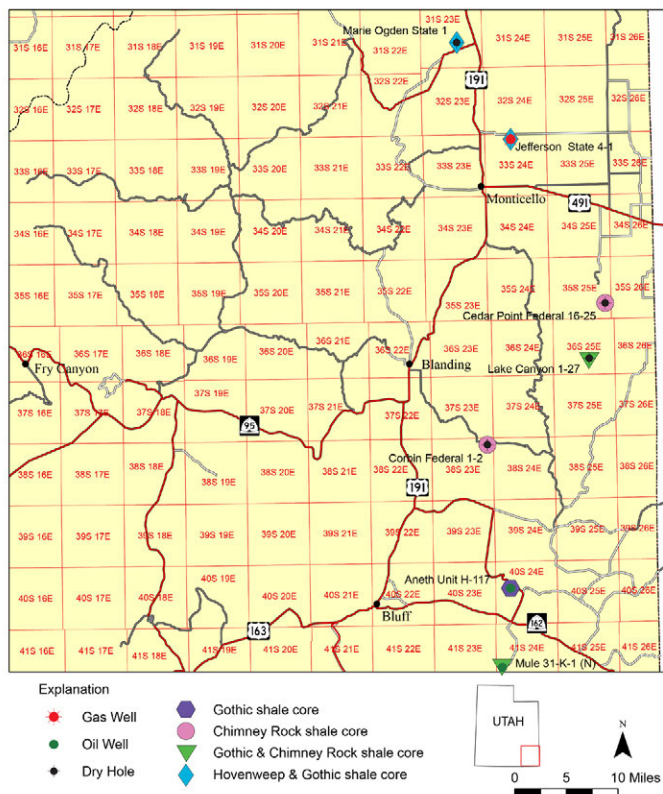 31S 23E
Marie Ogden State 1
31S 16E 31S 17E 31S 18E 31S 19E 31S 20E 31S 21E 31S 22E 31S 24E 31S 25E 31S 26E
32S 22E
191
32S 16E 32S 17E 32S 18E 32S 19E 32S 20E 32S 21E 32S 23E 32S 24E 32S 25E 32S 26E
Jefferson State 4-1
33S 16E 33S 17E 33S 18E 33S 19E 33S 20E 33S 21E 33S 22E 33S 23E 33S 24E 33S 25E 33S 26E
Monticello
491
34S 16E 34S 17E 34S 18E 34S 19E 34S 20E 34S 21E 34S 22E 34S 23E 34S 24E 34S 25E 34S 26E
35S 16E 35S 17E 35S 18E 35S 19E 35S 20E 35S 21E 35S 22E 35S 23E 35S 24E 35S 25E 35S 26E
Cedar Point Federal 16-25
36S 16E 36S 17E 36S 18E 36S 19E 36S 20E 36S 21E 36S 22E 36S 23E 36S 24E 36S 25E 36S 26E
Fry Canyon
Blanding
Lake Canyon 1-27
37S 16E 37S 17E 37S 18E 37S 19E 37S 20E 37S 21E 37S 22E 37S 23E 37S 24E 37S 25E 37S 26E
95
Corbin Federal 1-2
38S 16E 38S 17E 38S 18E 38S 19E 38S 20E 38S 21E 38S 22E 38S 23E 38S 24E 38S 25E 38S 26E
191
39S 16E 39S 17E 39S 18E 39S 19E 39S 20E 39S 21E 39S 22E 39S 23E 39S 24E 39S 25E 39S 26E
Aneth Unit H-117
40S 16E 40S 17E 40S 18E 40S 19E 40S 20E 40S 21E 40S 22E 40S 23E 40S 24E 40S 25E 40S 26E
Bluff
163
162
41S 16E 41S 17E 41S 18E 41S 19E 41S 20E 41S 21E 41S 22E 41S 23E 41S 24E 41S 25E 41S 26E
Mule 31-K-1 (N)
Explanation
Gas Well
Oil Well
Dry Hole
Gothic shale core
Chimney Rock shale core
Gothic & Chimney Rock shale core
Hovenweep & Gothic shale core
UTAH
N
0 5 10 Miles